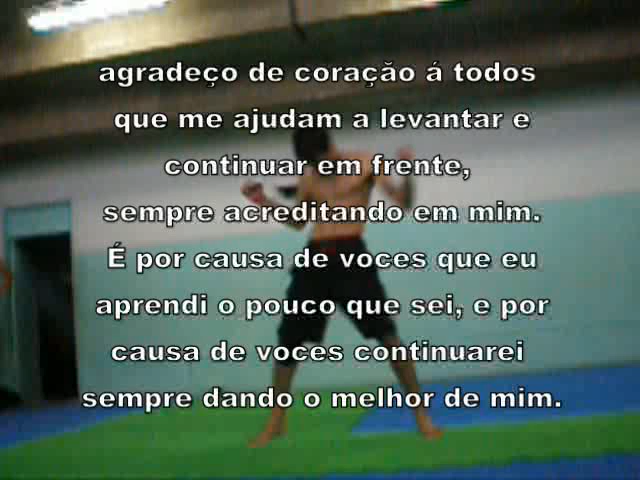 agradeço de coração á todos
que me ajudam a levantar e
continuar em frente,
sempre acreditando em mim.
É por causa de voces que eu
aprendi o pouco que sei, e por
causa de voces continuarei
sempre dando o melhor de mim.